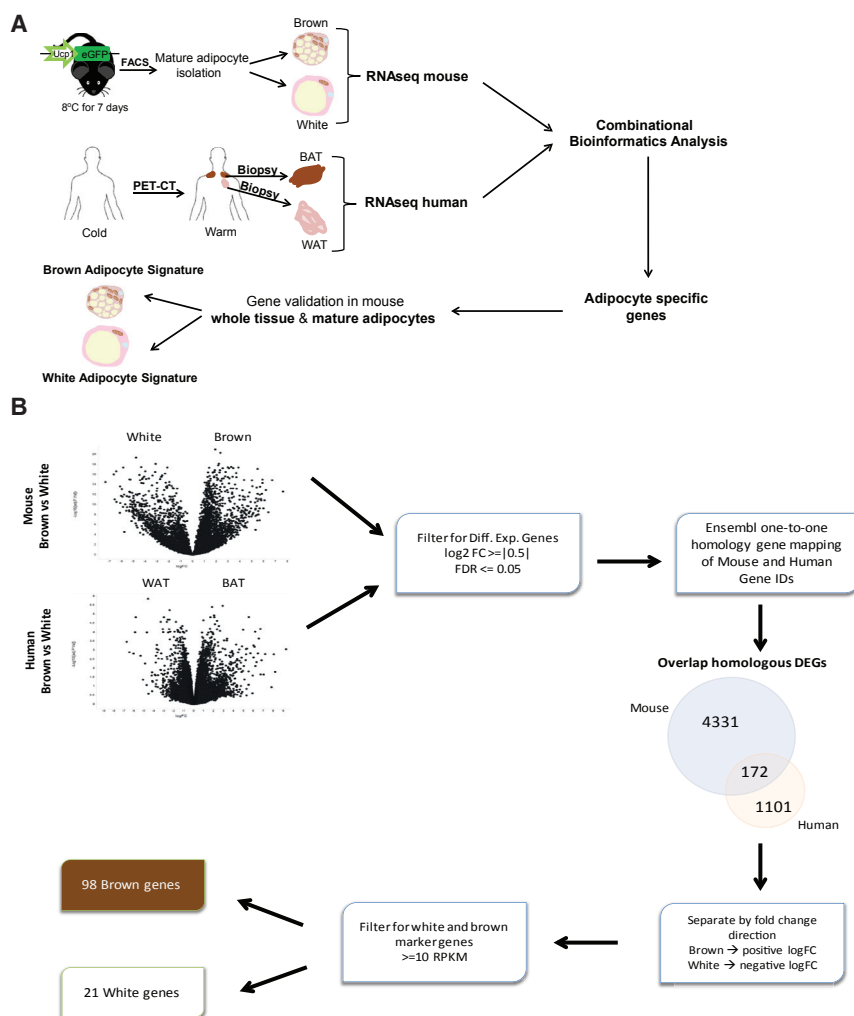 A
Ucp1
eGFP
FACS
8ºC for 7 days
Mature adipocyte
isolation
Brown
White
RNAseq mouse
Combinational
Bioinformatics Analysis
PET-CT
Cold
Warm
Biopsy
Biopsy
BAT
WAT
RNAseq human
Adipocyte specific
genes
Gene validation in mouse
whole tissue & mature adipocytes
Brown Adipocyte Signature
White Adipocyte Signature
B
Mouse
Brown vs White
White
Brown
logFC
Human
Brown vs White
WAT
BAT
logFC
Filter for Diff. Exp. Genes
log2 FC >=|0.5|
FDR <= 0.05
Ensembl one-to-one
homology gene mapping
of Mouse and Human
Gene IDs
Overlap homologous DEGs
Mouse
4331
172
1101
Human
Separate by fold change
direction
Brown → positive logFC
White → negative logFC
Filter for white and brown
marker genes
>=10 RPKM
98 Brown genes
21 White genes